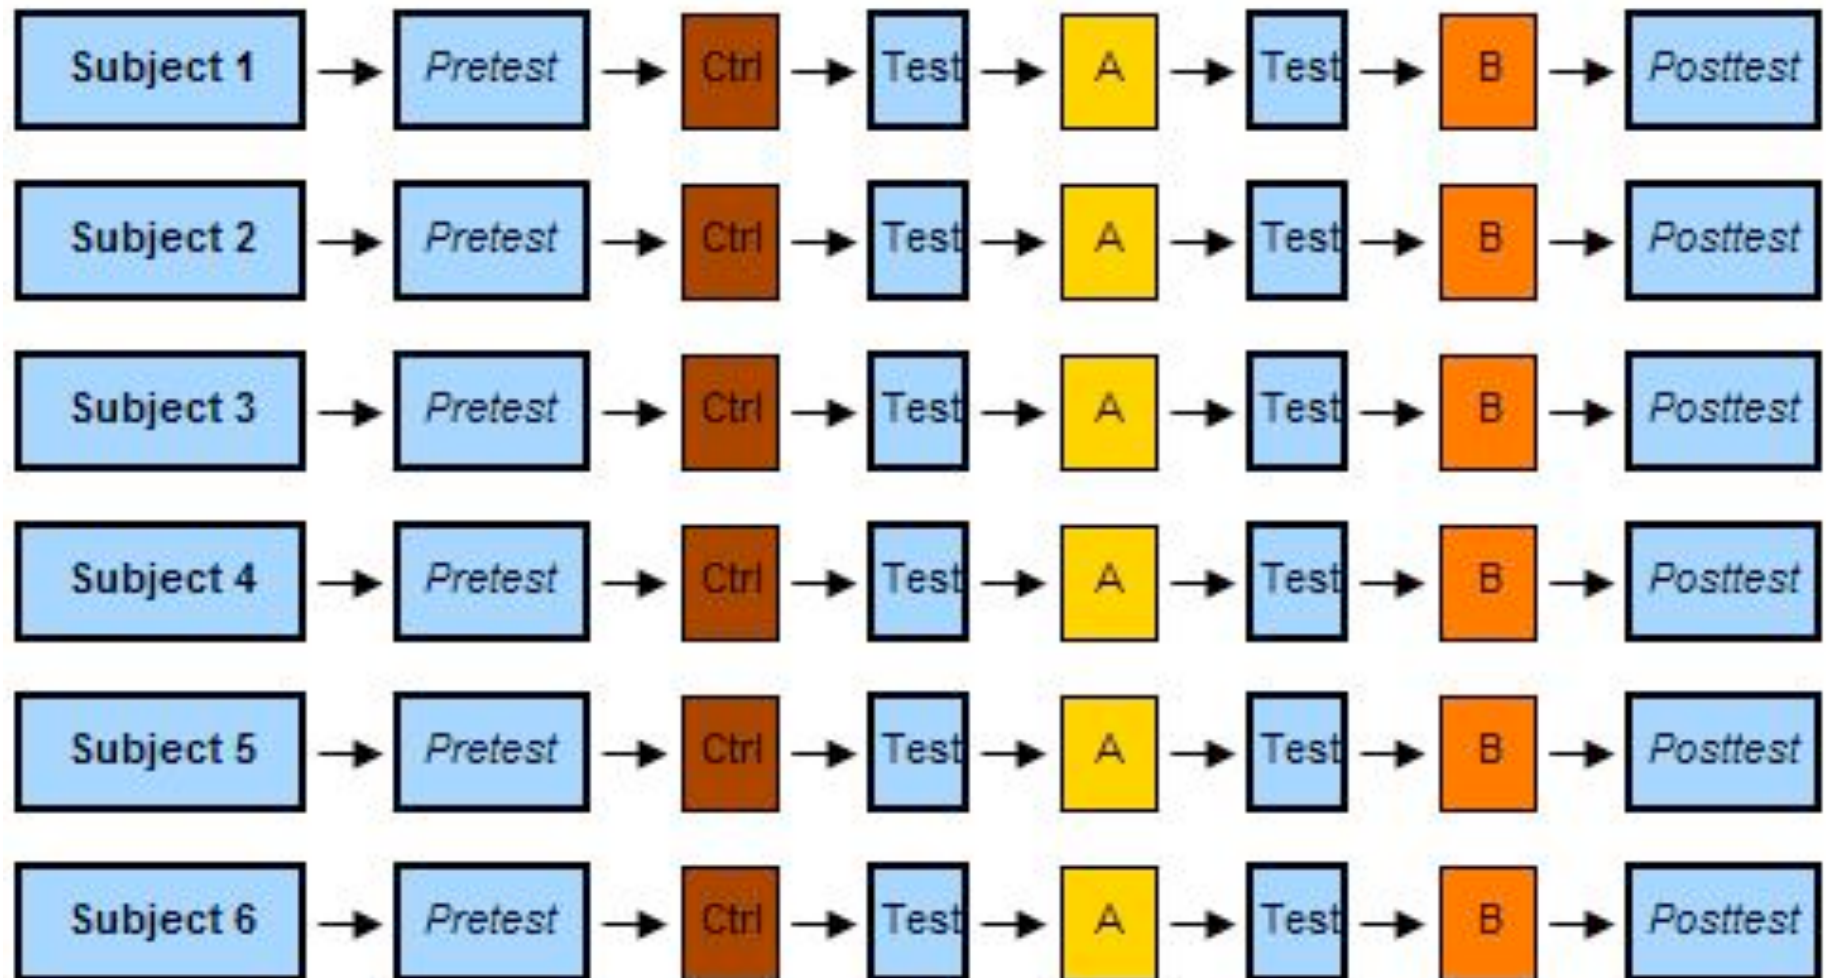 Subject 1 Pretest Ctrl Test A Test B Posttest
Subject 2 Pretest Ctrl Test A Test B Posttest
Subject 3 Pretest Ctrl Test A Test B Posttest
Subject 4 Pretest Ctrl Test A Test B Posttest
Subject 5 Pretest Ctrl Test A Test B Posttest
Subject 6 Pretest Ctrl Test A Test B Posttest